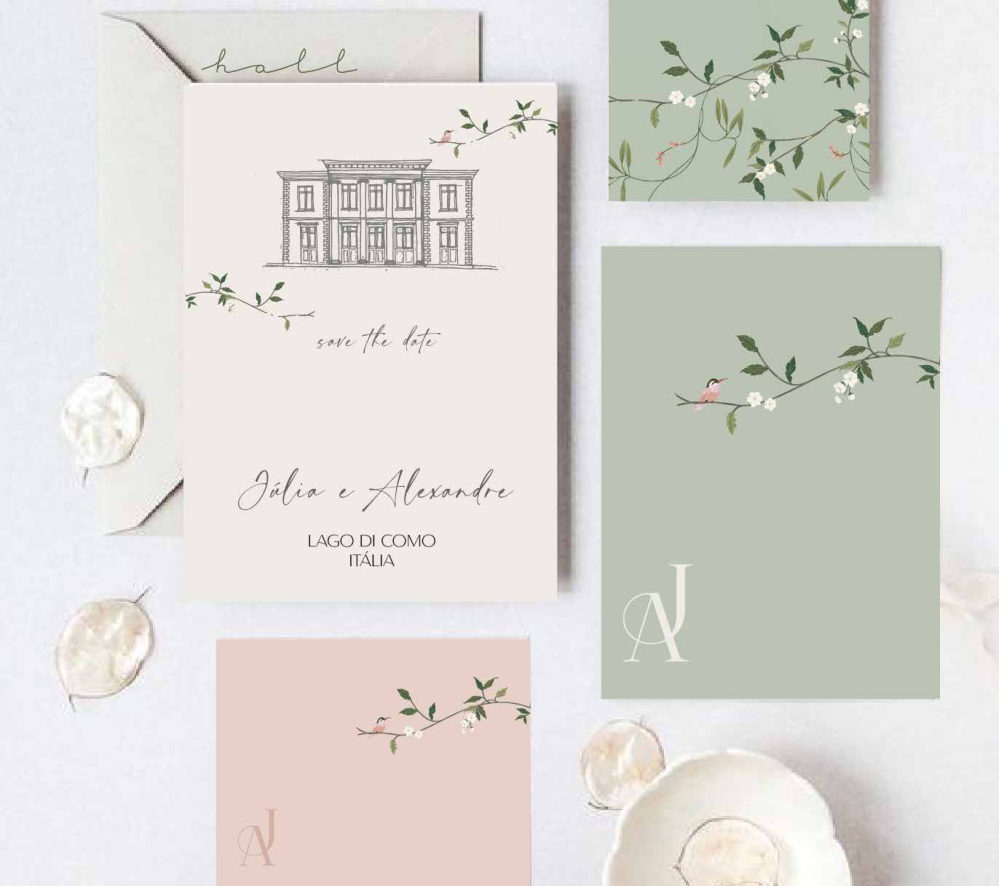 hall
save the date
Júlia e Alexandre
LAGO DI COMO
ITÁLIA
AJ
AJ